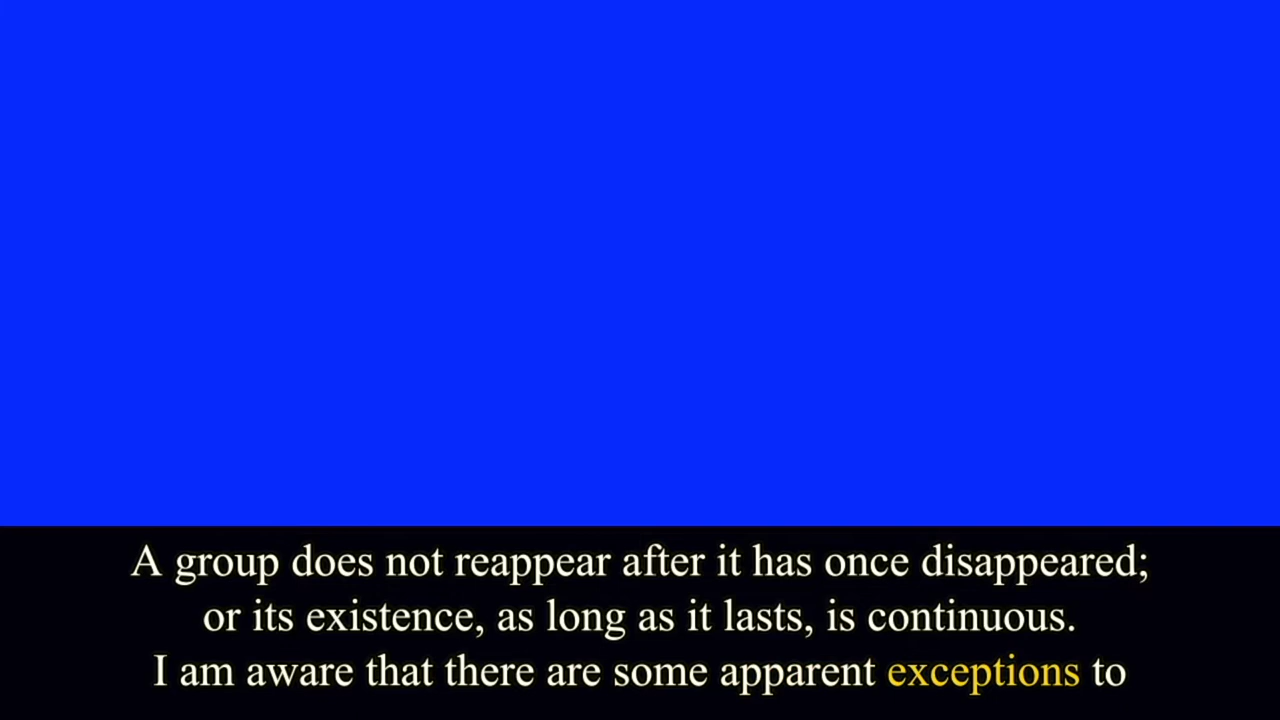 A group does not reappear after it has once disappeared;
or its existence, as long as it lasts, is continuous.
I am aware that there are some apparent exceptions to